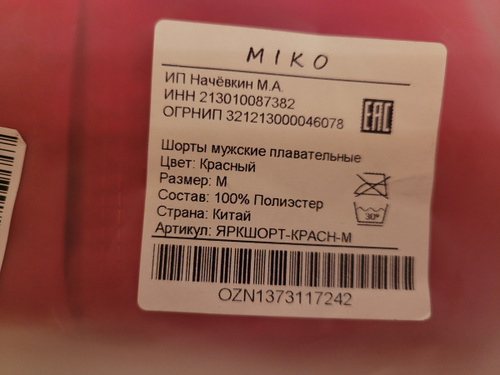 MIKO
ИП Начёвкин М.А.
ИНН 213010087382
ОГРНИП 321213000046078
EAC
Шорты мужские плавательные
Цвет: Красный
Размер: М
Состав: 100% Полиэстер
30°
Страна: Китай
Артикул: ЯРКШОРТ-КРАСН-М
OZN1373117242